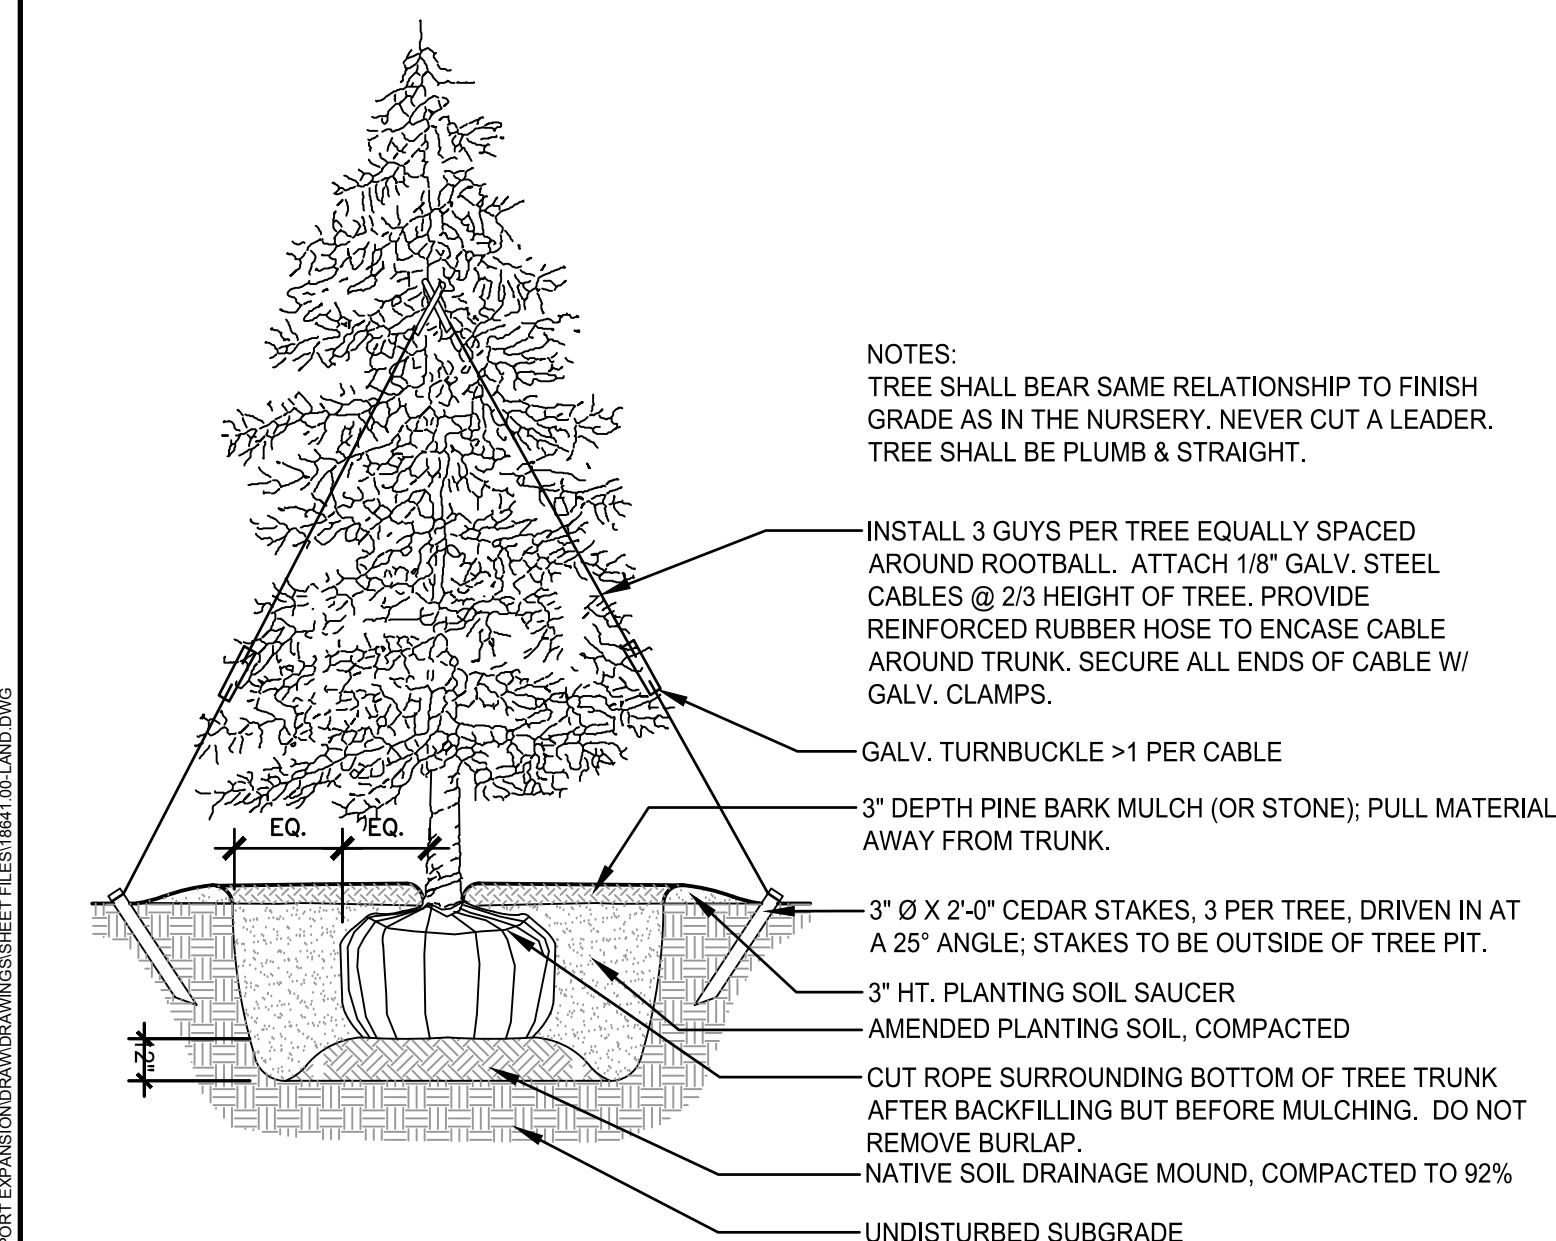 NOTES:
TREE SHALL BEAR SAME RELATIONSHIP TO FINISH
GRADE AS IN THE NURSERY. NEVER CUT A LEADER.
TREE SHALL BE PLUMB & STRAIGHT.
INSTALL 3 GUYS PER TREE EQUALLY SPACED
AROUND ROOTBALL. ATTACH 1/8" GALV. STEEL
CABLES @ 2/3 HEIGHT OF TREE. PROVIDE
REINFORCED RUBBER HOSE TO ENCASE CABLE
AROUND TRUNK. SECURE ALL ENDS OF CABLE W/
GALV. CLAMPS.
GALV. TURNBUCKLE >1 PER CABLE
3" DEPTH PINE BARK MULCH (OR STONE); PULL MATERIAL
AWAY FROM TRUNK.
EQ. EQ.
3" Ø X 2'-0" CEDAR STAKES, 3 PER TREE, DRIVEN IN AT
A 25° ANGLE; STAKES TO BE OUTSIDE OF TREE PIT.
3" HT. PLANTING SOIL SAUCER
AMENDED PLANTING SOIL, COMPACTED
CUT ROPE SURROUNDING BOTTOM OF TREE TRUNK
AFTER BACKFILLING BUT BEFORE MULCHING. DO NOT
REMOVE BURLAP.
NATIVE SOIL DRAINAGE MOUND, COMPACTED TO 92%
UNDISTURBED SUBGRADE
PORT EXPANSION\DRAW\DRAWINGS\SHEET FILES\18641.00-LAND.DWG